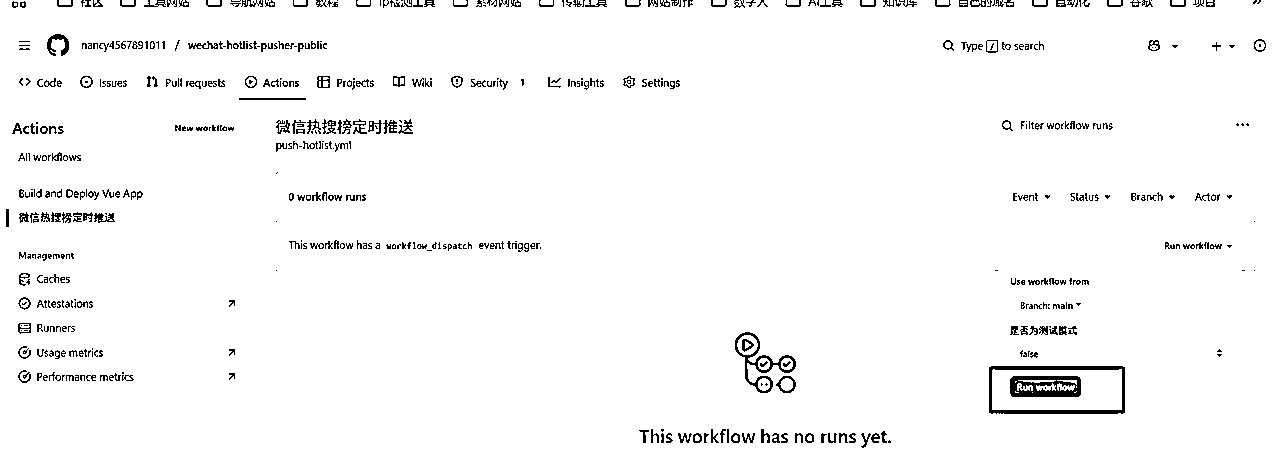 社区 工具网站 导航网站 教程 ip检测工具 素材网站 传输工具 网站制作 数字人 AI工具 知识库 自己的域名 自动化 谷歌 项目 »
nancy4567891011 / wechat-hotlist-pusher-public
Type / to search
Code Issues Pull requests Actions Projects Wiki Security 1 Insights Settings
Actions
New workflow
All workflows
Build and Deploy Vue App
微信热搜榜定时推送
Management
Caches
Attestations
Runners
Usage metrics
Performance metrics
微信热搜榜定时推送
push-hotlist.yml
Filter workflow runs
0 workflow runs
Event Status Branch Actor
This workflow has a workflow_dispatch event trigger.
Run workflow
Use workflow from
Branch: main
是否为测试模式
false
Run workflow
This workflow has no runs yet.